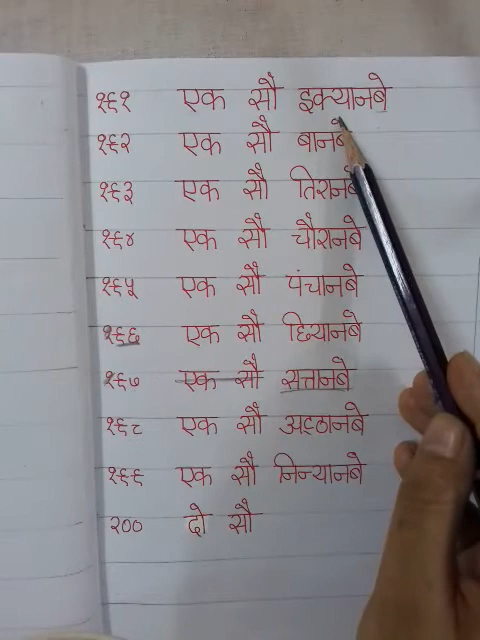 १९१ एक सौ इक्यानबे
१९२ एक सौ बानबे
१९३ एक सौ तिरानबे
१९४ एक सौ चौरानबे
१९५ एक सौ पंचानबे
१९६ एक सौ छियानबे
१९७ एक सौ सत्तानबे
१९८ एक सौ अट्ठानबे
१९९ एक सौ निन्यानबे
२०० दो सौ